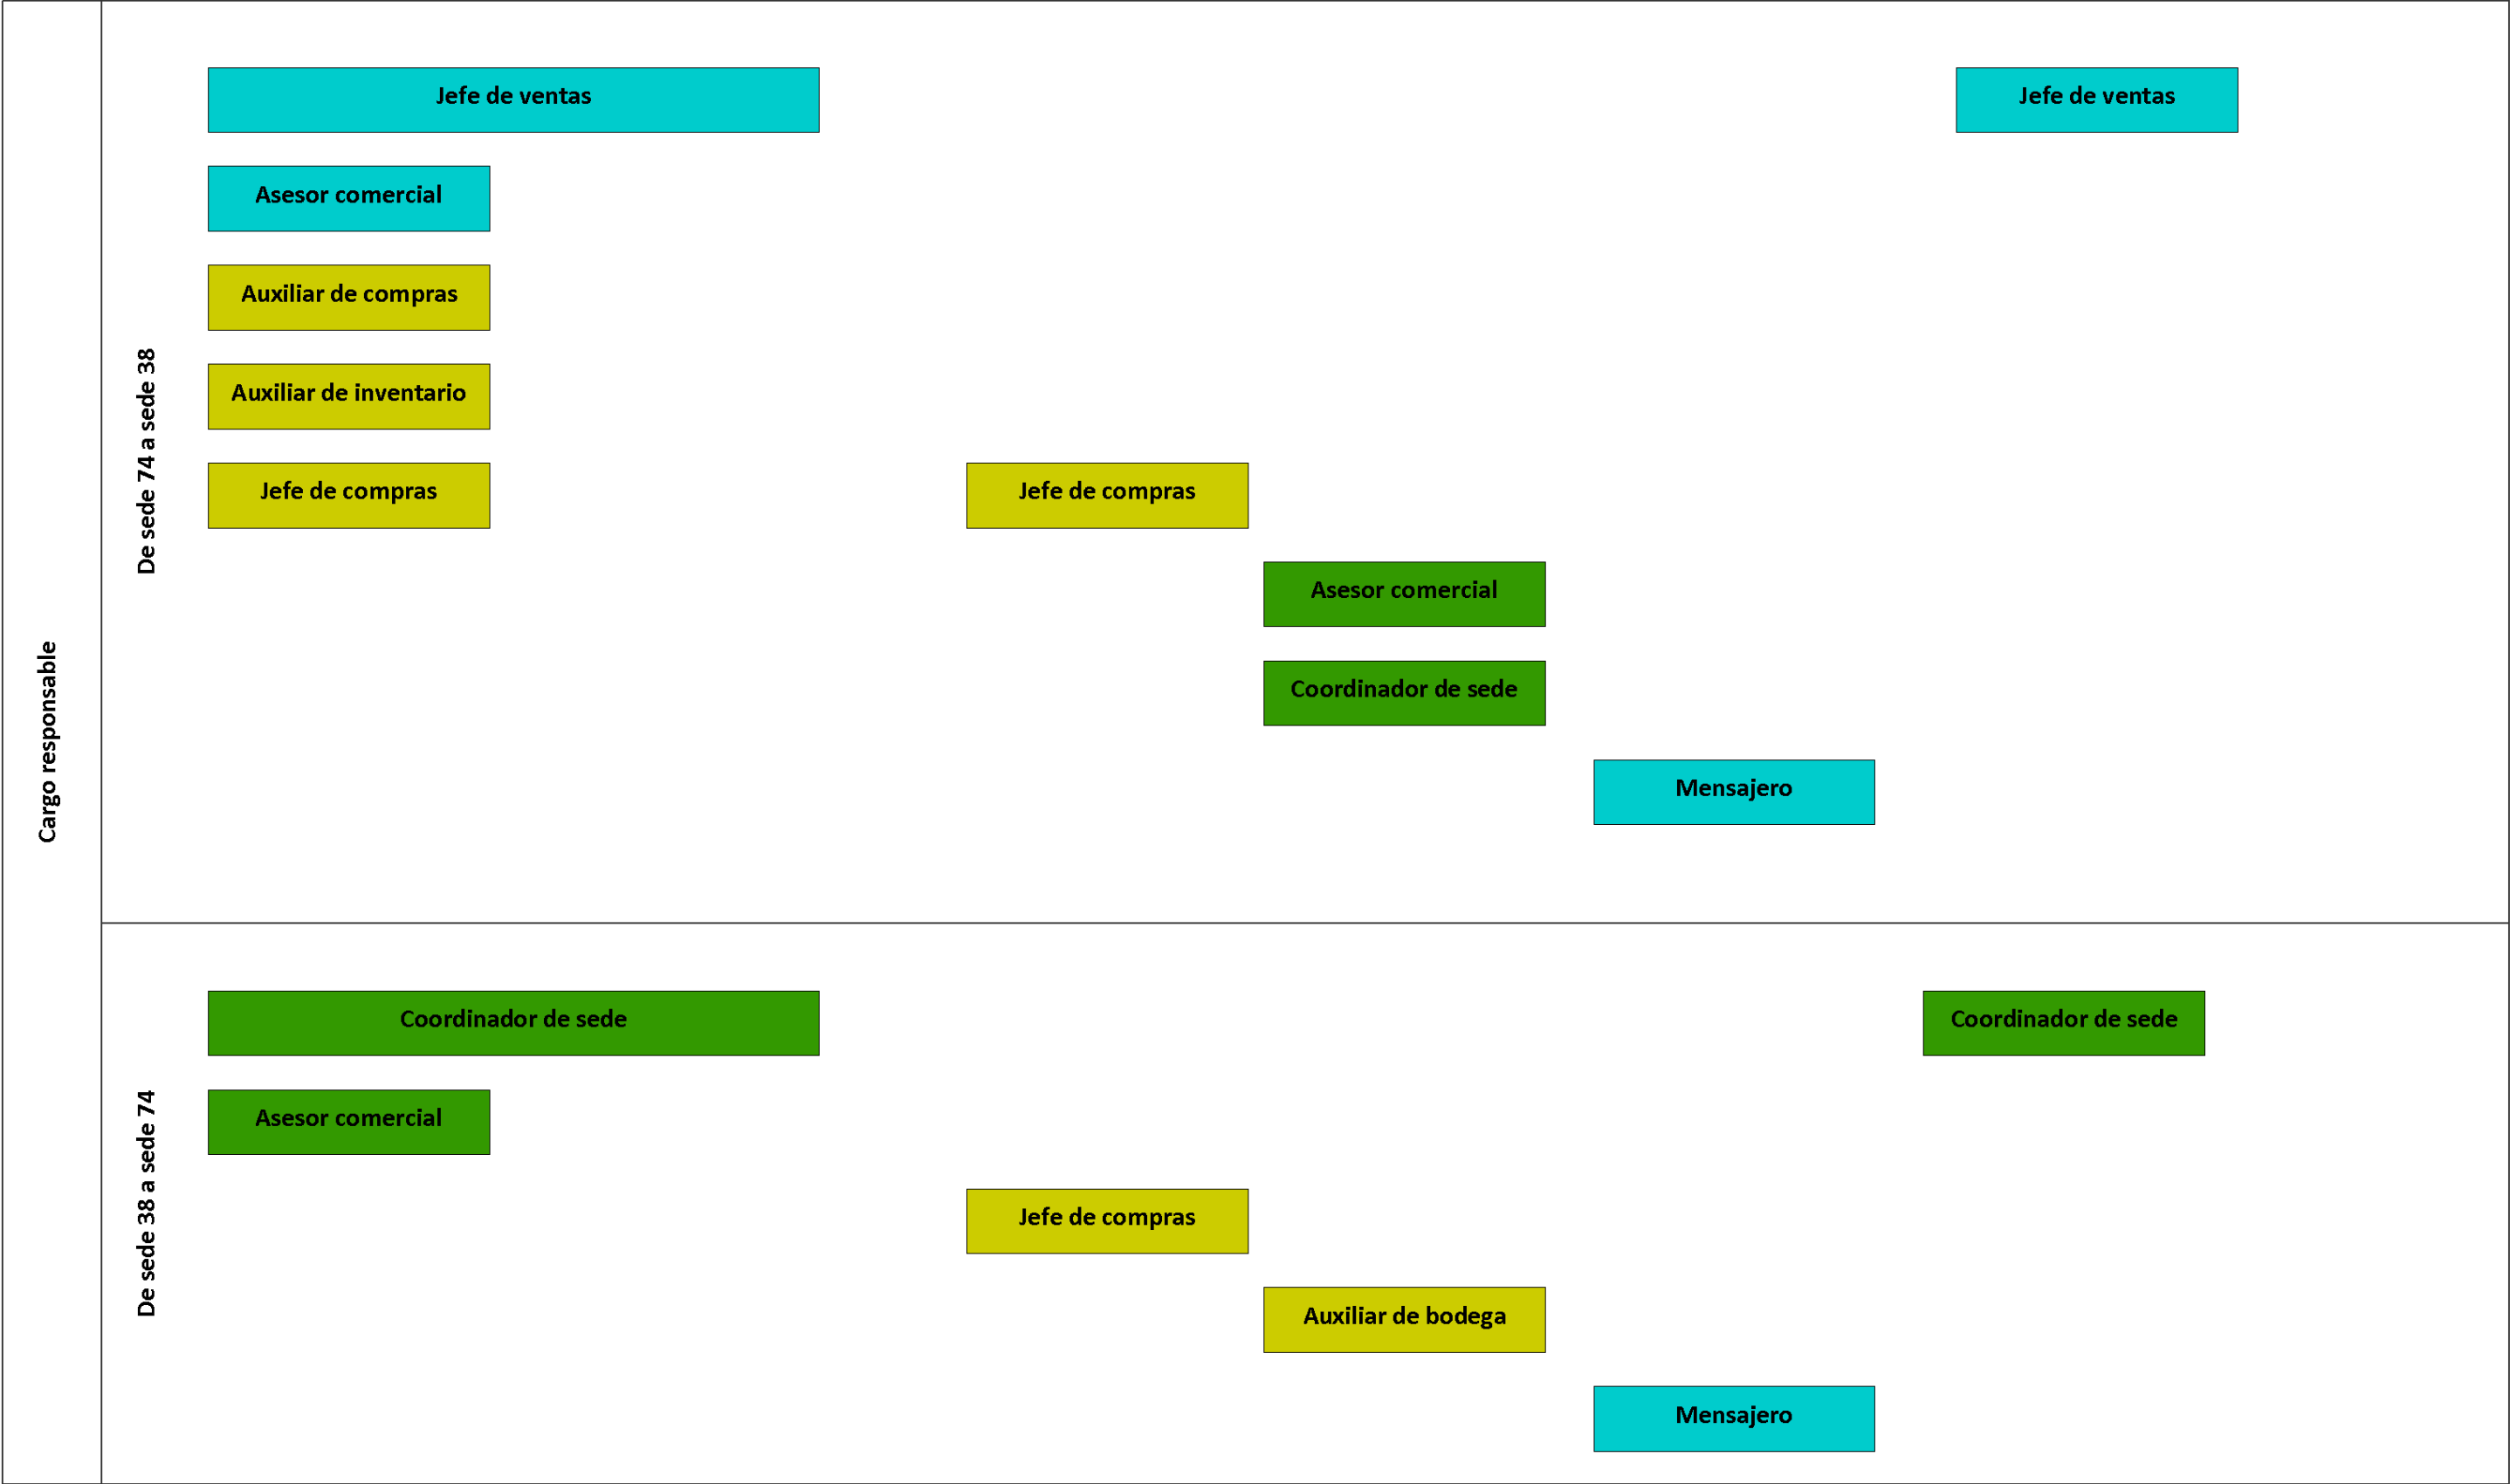 Cargo responsable
De sede 74 a sede 38
Jefe de ventas
Jefe de ventas
Asesor comercial
Auxiliar de compras
Auxiliar de inventario
Jefe de compras
Jefe de compras
Asesor comercial
Coordinador de sede
Mensajero
De sede 38 a sede 74
Coordinador de sede
Coordinador de sede
Asesor comercial
Jefe de compras
Auxiliar de bodega
Mensajero